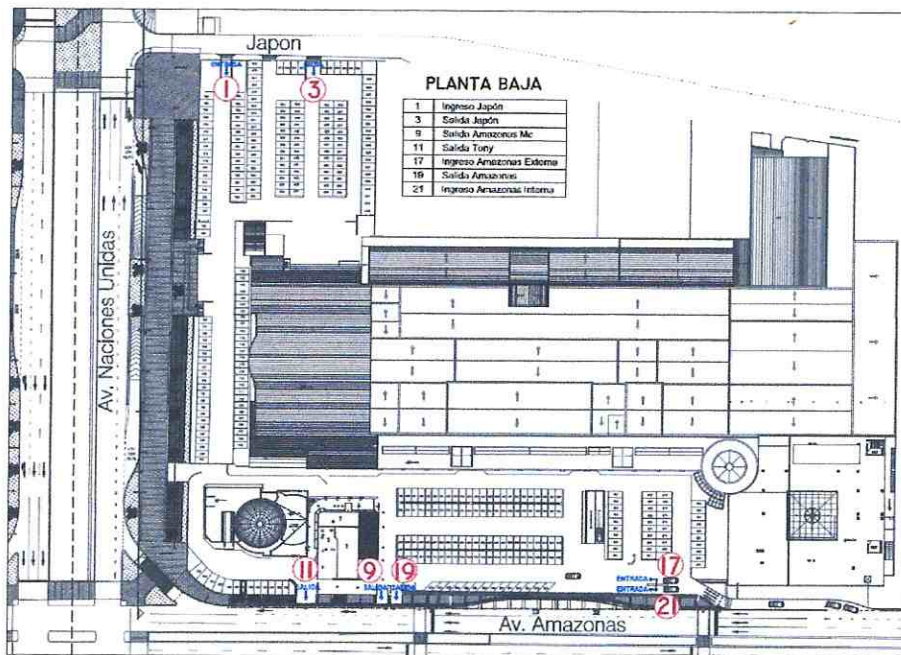 Japon
ENTRADA
1
3
PLANTA BAJA
1 Ingreso Japón
3 Salida Japón
9 Salida Amazonas Mc
11 Salida Tony
17 Ingreso Amazonas Externa
19 Salida Amazonas
21 Ingreso Amazonas Interna
Av. Naciones Unidas
11
9
19
17
SALIDA
SALIDA
ENTRADA
ENTRADA
21
Av. Amazonas